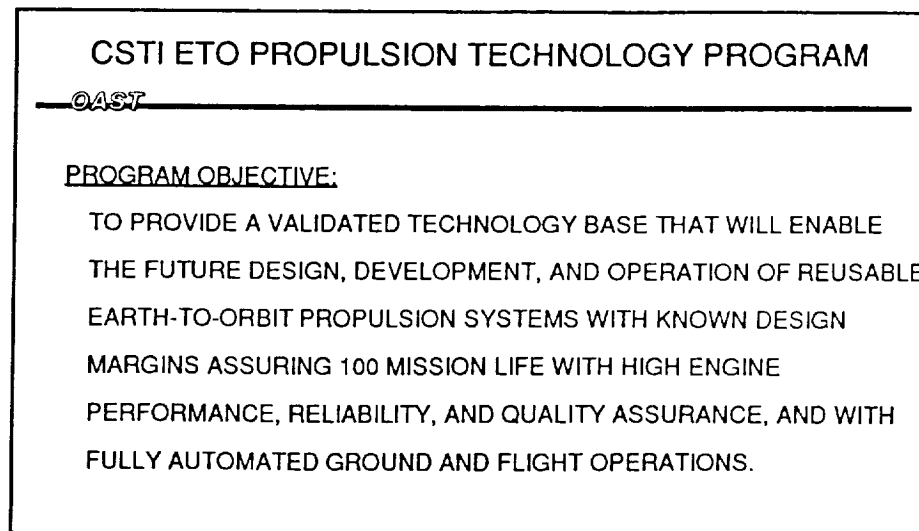 CSTI ETO PROPULSION TECHNOLOGY PROGRAM
OAST
PROGRAM OBJECTIVE:
TO PROVIDE A VALIDATED TECHNOLOGY BASE THAT WILL ENABLE
THE FUTURE DESIGN, DEVELOPMENT, AND OPERATION OF REUSABLE
EARTH-TO-ORBIT PROPULSION SYSTEMS WITH KNOWN DESIGN
MARGINS ASSURING 100 MISSION LIFE WITH HIGH ENGINE
PERFORMANCE, RELIABILITY, AND QUALITY ASSURANCE, AND WITH
FULLY AUTOMATED GROUND AND FLIGHT OPERATIONS.